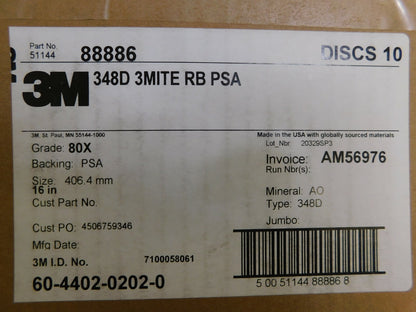 Part No.
51144 88886 DISCS 10
3M 348D 3MITE RB PSA
3M, St. Paul, MN 55144-1000
Made in the USA with globally sourced materials
Grade: 80X
Lot_Nbr 20329SP3
Backing: PSA
Invoice: AM56976
Run Nbr(s):
Size: 406.4 mm
16 in
Mineral: AO
Cust Part No.
Type: 348D
Jumbo:
Cust PO: 4506759346
Mfg Date:
3M I.D. No. 7100058061
60-4402-0202-0
5 00 51144 88886 8